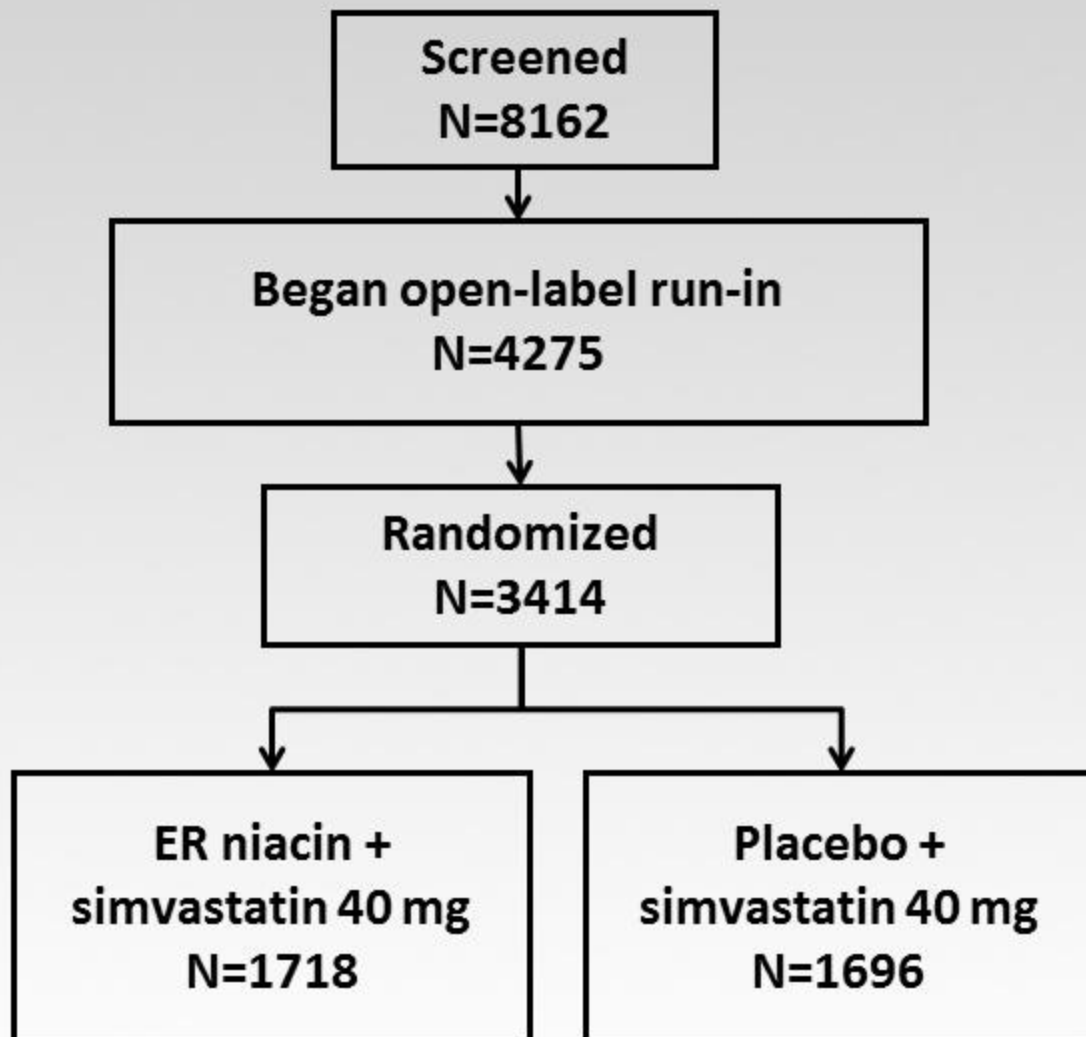 Screened
N=8162
Began open-label run-in
N=4275
Randomized
N=3414
ER niacin +
simvastatin 40 mg
N=1718
Placebo +
simvastatin 40 mg
N=1696